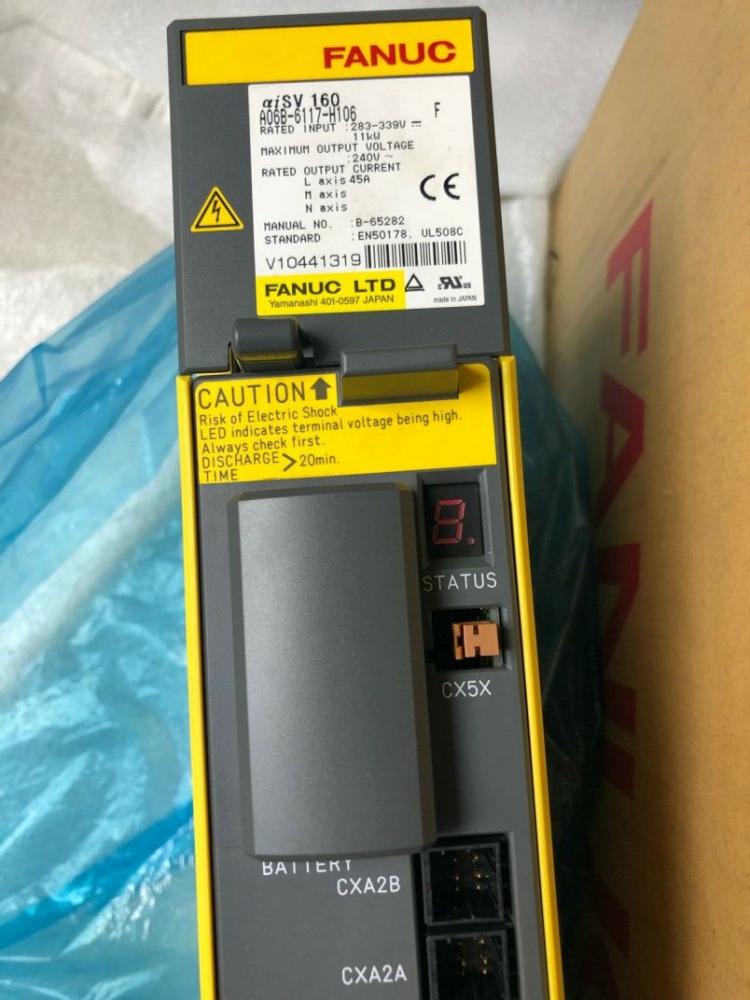 FANUC
αiSV 160
A06B-6117-H106 F
RATED INPUT :283-339V ⎓
11kW
MAXIMUM OUTPUT VOLTAGE
:240V ~
RATED OUTPUT CURRENT
L axis 45A
M axis
N axis
MANUAL NO. :B-65282
STANDARD :EN50178, UL508C
CE
V10441319
FANUC LTD
Yamanashi 401-0597 JAPAN
c RU us
made in JAPAN
CAUTION
Risk of Electric Shock
LED indicates terminal voltage being high.
Always check first.
DISCHARGE TIME >20min.
8.
STATUS
H
CX5X
BATTERY
CXA2B
CXA2A
FANUC